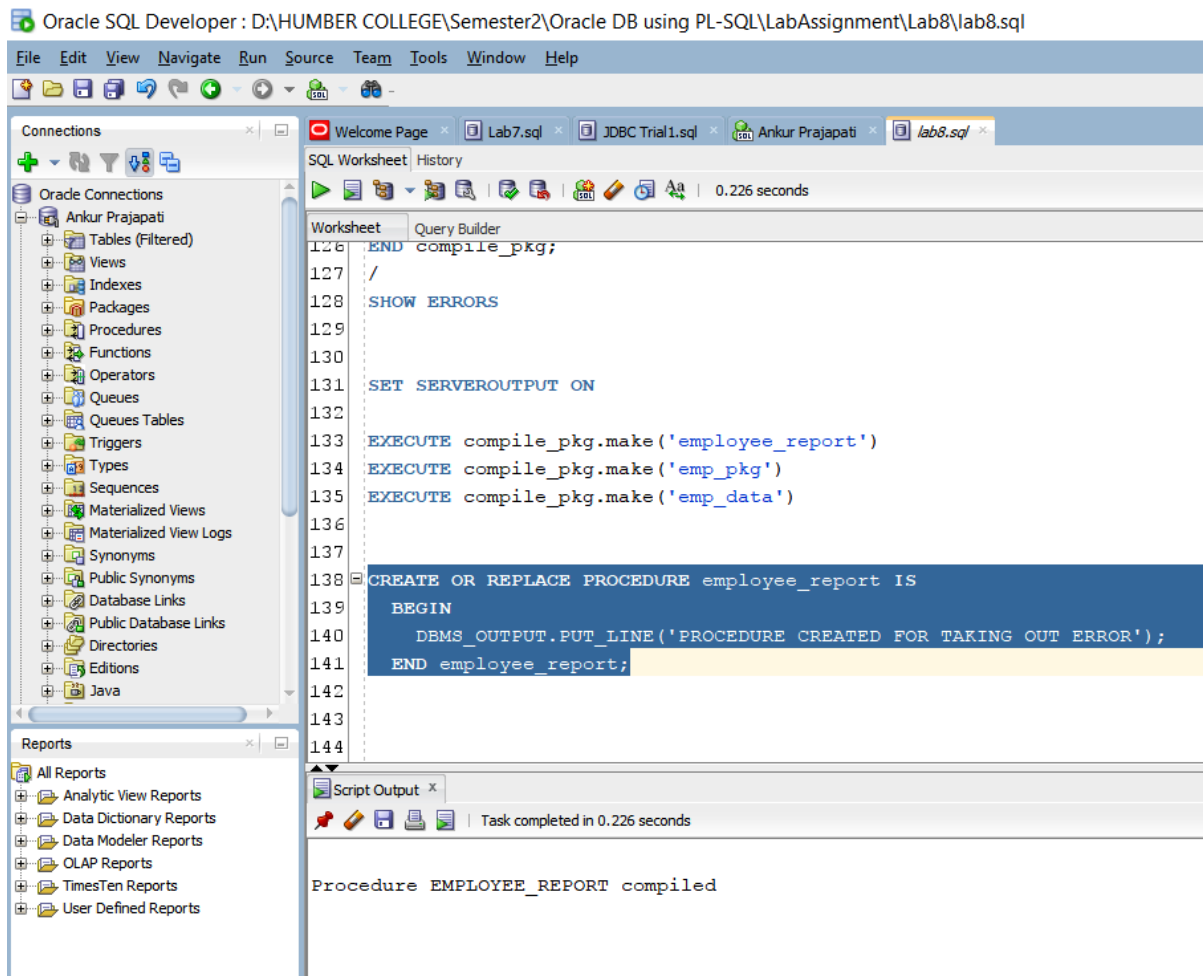 Oracle SQL Developer : D:\HUMBER COLLEGE\Semester2\Oracle DB using PL-SQL\LabAssignment\Lab8\lab8.sql
File Edit View Navigate Run Source Team Tools Window Help
Connections
Oracle Connections
Ankur Prajapati
Tables (Filtered)
Views
Indexes
Packages
Procedures
Functions
Operators
Queues
Queues Tables
Triggers
Types
Sequences
Materialized Views
Materialized View Logs
Synonyms
Public Synonyms
Database Links
Public Database Links
Directories
Editions
Java
Reports
All Reports
Analytic View Reports
Data Dictionary Reports
Data Modeler Reports
OLAP Reports
TimesTen Reports
User Defined Reports
Welcome Page Lab7.sql JDBC Trial1.sql Ankur Prajapati lab8.sql
SQL Worksheet History
0.226 seconds
Worksheet Query Builder
126 END compile_pkg;
127 /
128 SHOW ERRORS
129
130
131 SET SERVEROUTPUT ON
132
133 EXECUTE compile_pkg.make('employee_report')
134 EXECUTE compile_pkg.make('emp_pkg')
135 EXECUTE compile_pkg.make('emp_data')
136
137
138 CREATE OR REPLACE PROCEDURE employee_report IS
139 BEGIN
140 DBMS_OUTPUT.PUT_LINE('PROCEDURE CREATED FOR TAKING OUT ERROR');
141 END employee_report;
142
143
144
Script Output
Task completed in 0.226 seconds
Procedure EMPLOYEE_REPORT compiled